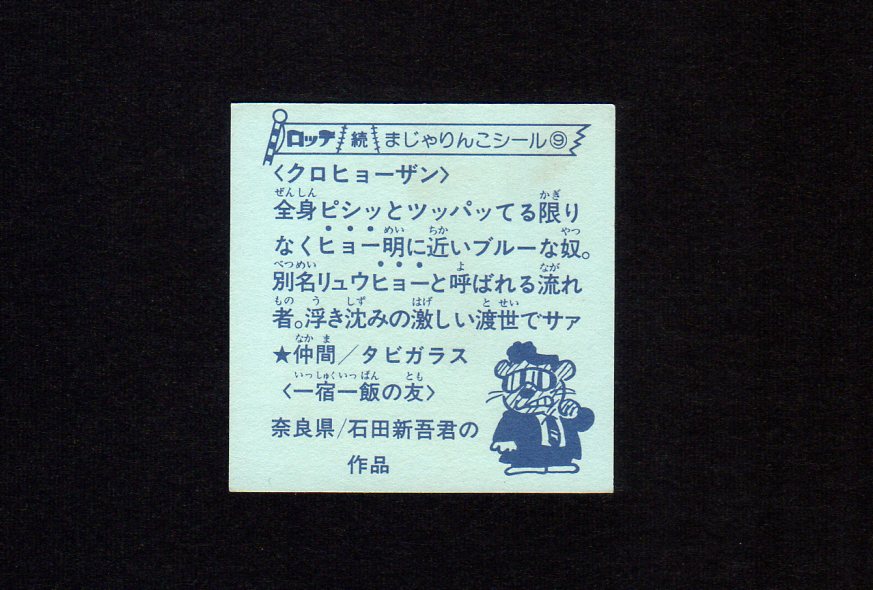 ロッテ 続 まじゃりんこシール⑨
〈クロヒョーザン〉
全身ピシッとツッパッてる限り
なくヒョー明に近いブルーな奴。
別名リュウヒョーと呼ばれる流れ
者。浮き沈みの激しい渡世でサァ
★仲間/タビガラス
〈一宿一飯の友〉
奈良県/石田新吾君の
作品